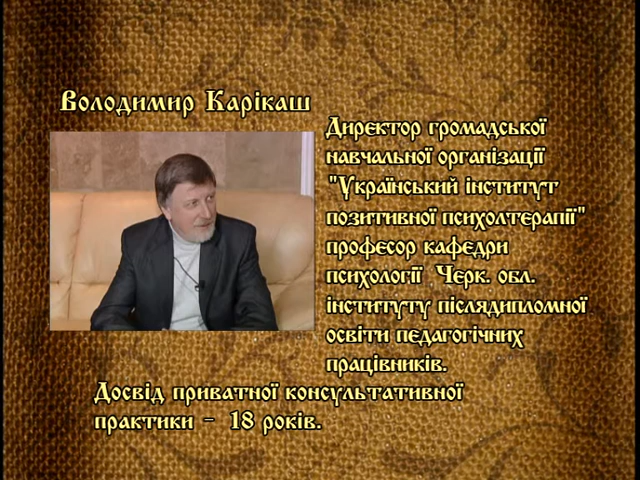 Володимир Карікаш
Директор громадської
навчальної організації
"Український інститут
позитивної психолтерапії"
професор кафедри
психології Черк. обл.
інституту післядипломної
освіти педагогічних
працівників.
Досвід приватної консультативної
практики - 18 років.